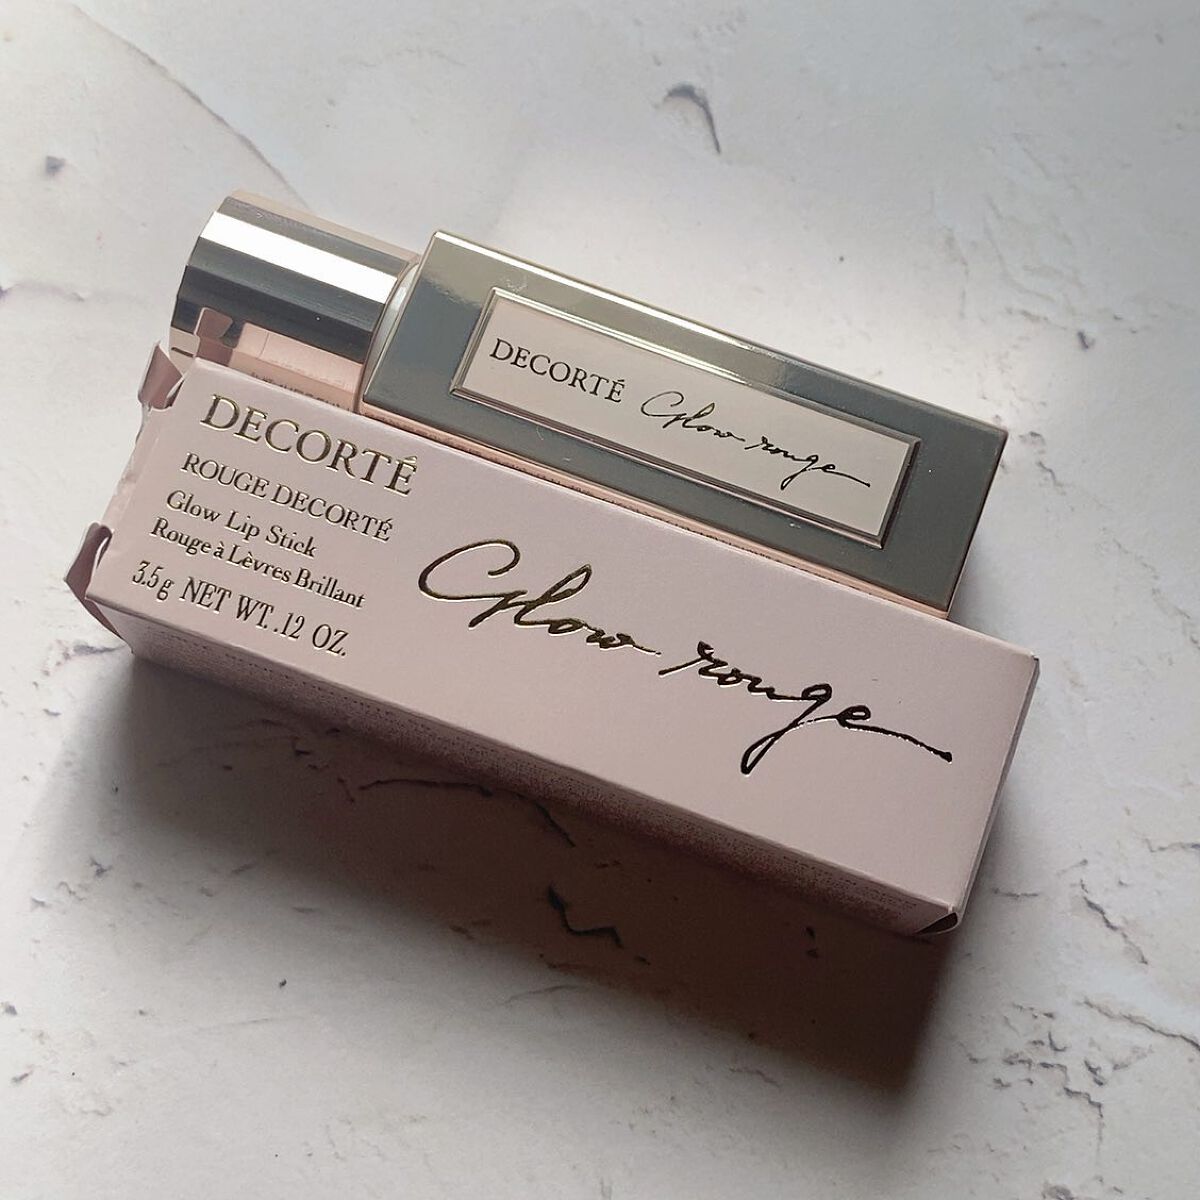 DECORTÉ Glow rouge
DECORTÉ
ROUGE DECORTÉ
Glow Lip Stick
Rouge à Lèvres Brillant
3.5g NET WT. .12 OZ.
Glow rouge